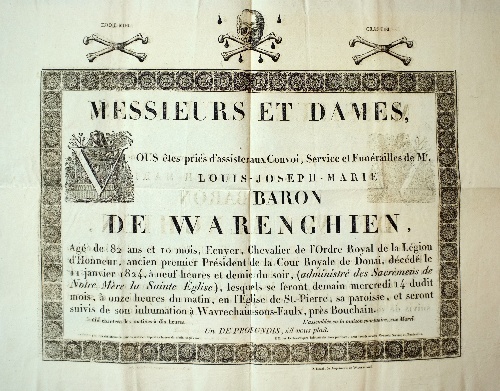 MESSIEURS ET DAMES,
VOUS êtes priés d'assister aux Convoi, Service et Funérailles de Mr.
LOUIS-JOSEPH-MARIE
BARON
DE WARENGHIEN,
Agé de 82 ans et 10 mois, Ecuyer, Chevalier de l'Ordre Royal de la Légion
d'Honneur, ancien premier Président de la Cour Royale de Douai, décédé le
11 janvier 1824, à neuf heures et demie du soir, (administré des Sacrémens de
Notre Mère la Sainte Eglise), lesquels se feront demain mercredi 14 dudit
mois, à onze heures du matin, en l'Eglise de St-Pierre, sa paroisse, et seront
suivis de son inhumation à Wavrechain-sous-Faulx, près Bouchain.
Un DE PROFUNDIS, s'il vous plaît.